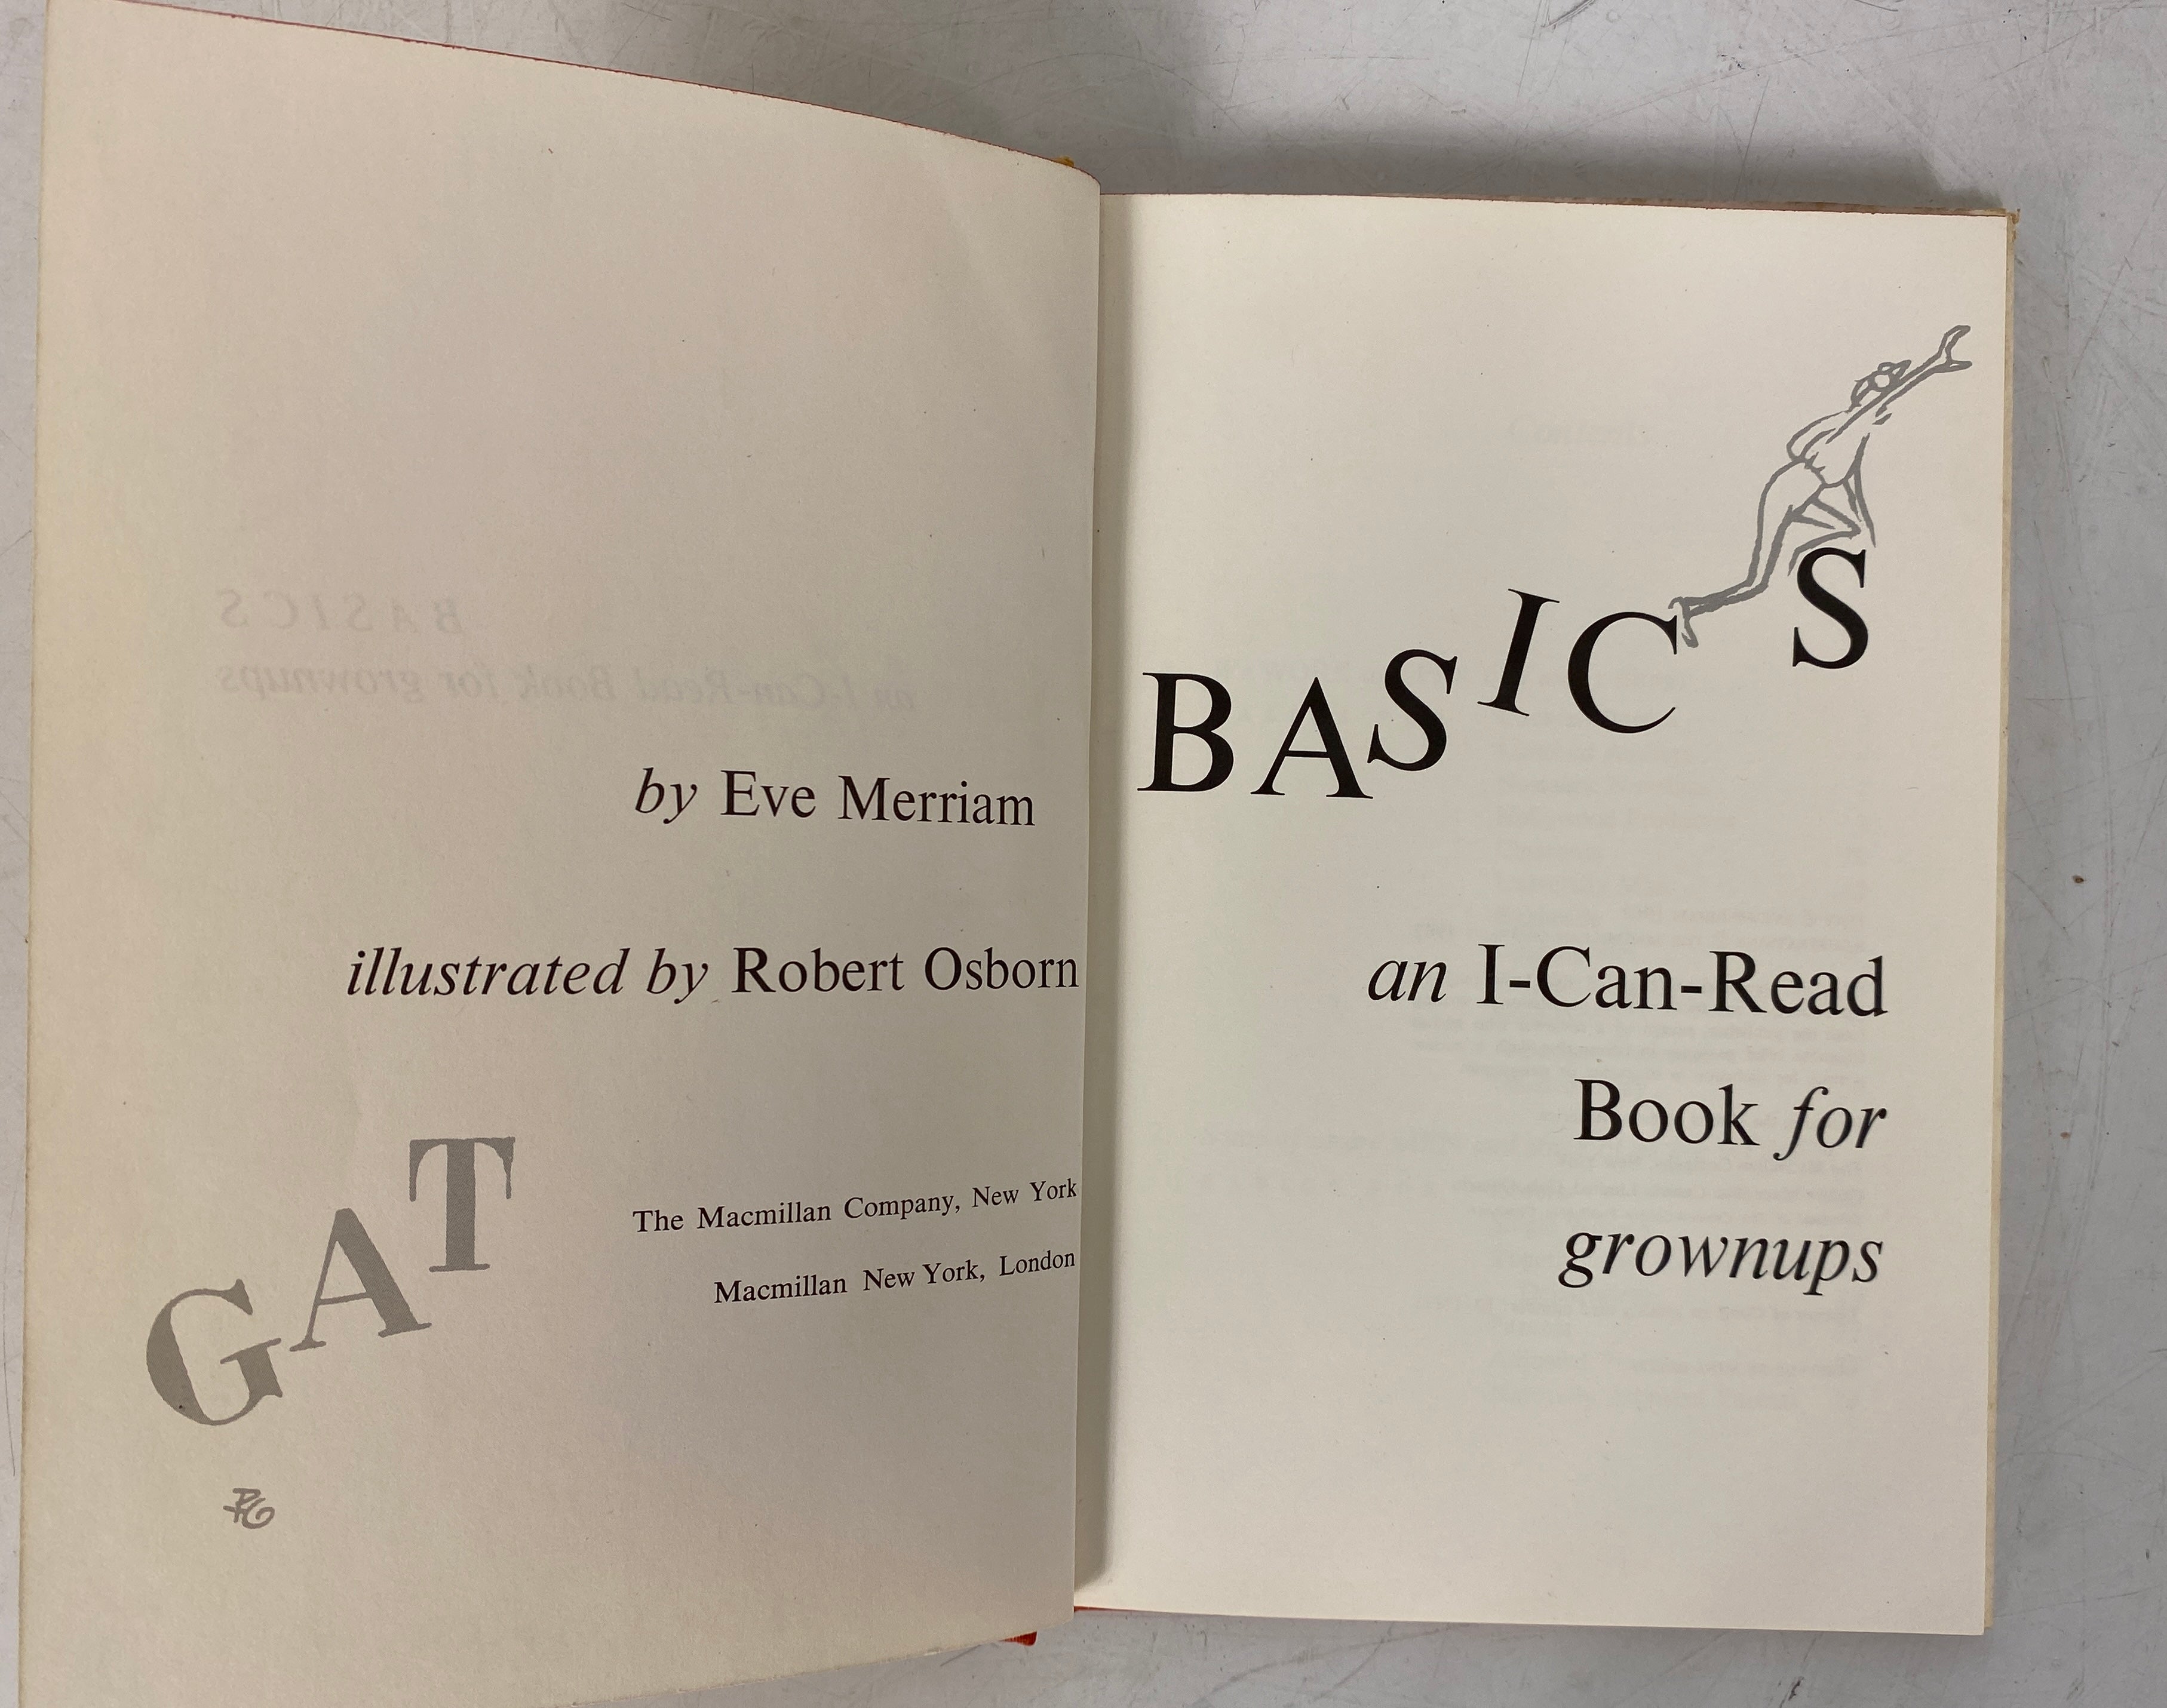 by Eve Merriam
illustrated by Robert Osborn
GAT
The Macmillan Company, New York
Macmillan New York, London
BASICS
an I-Can-Read
Book for
grownups